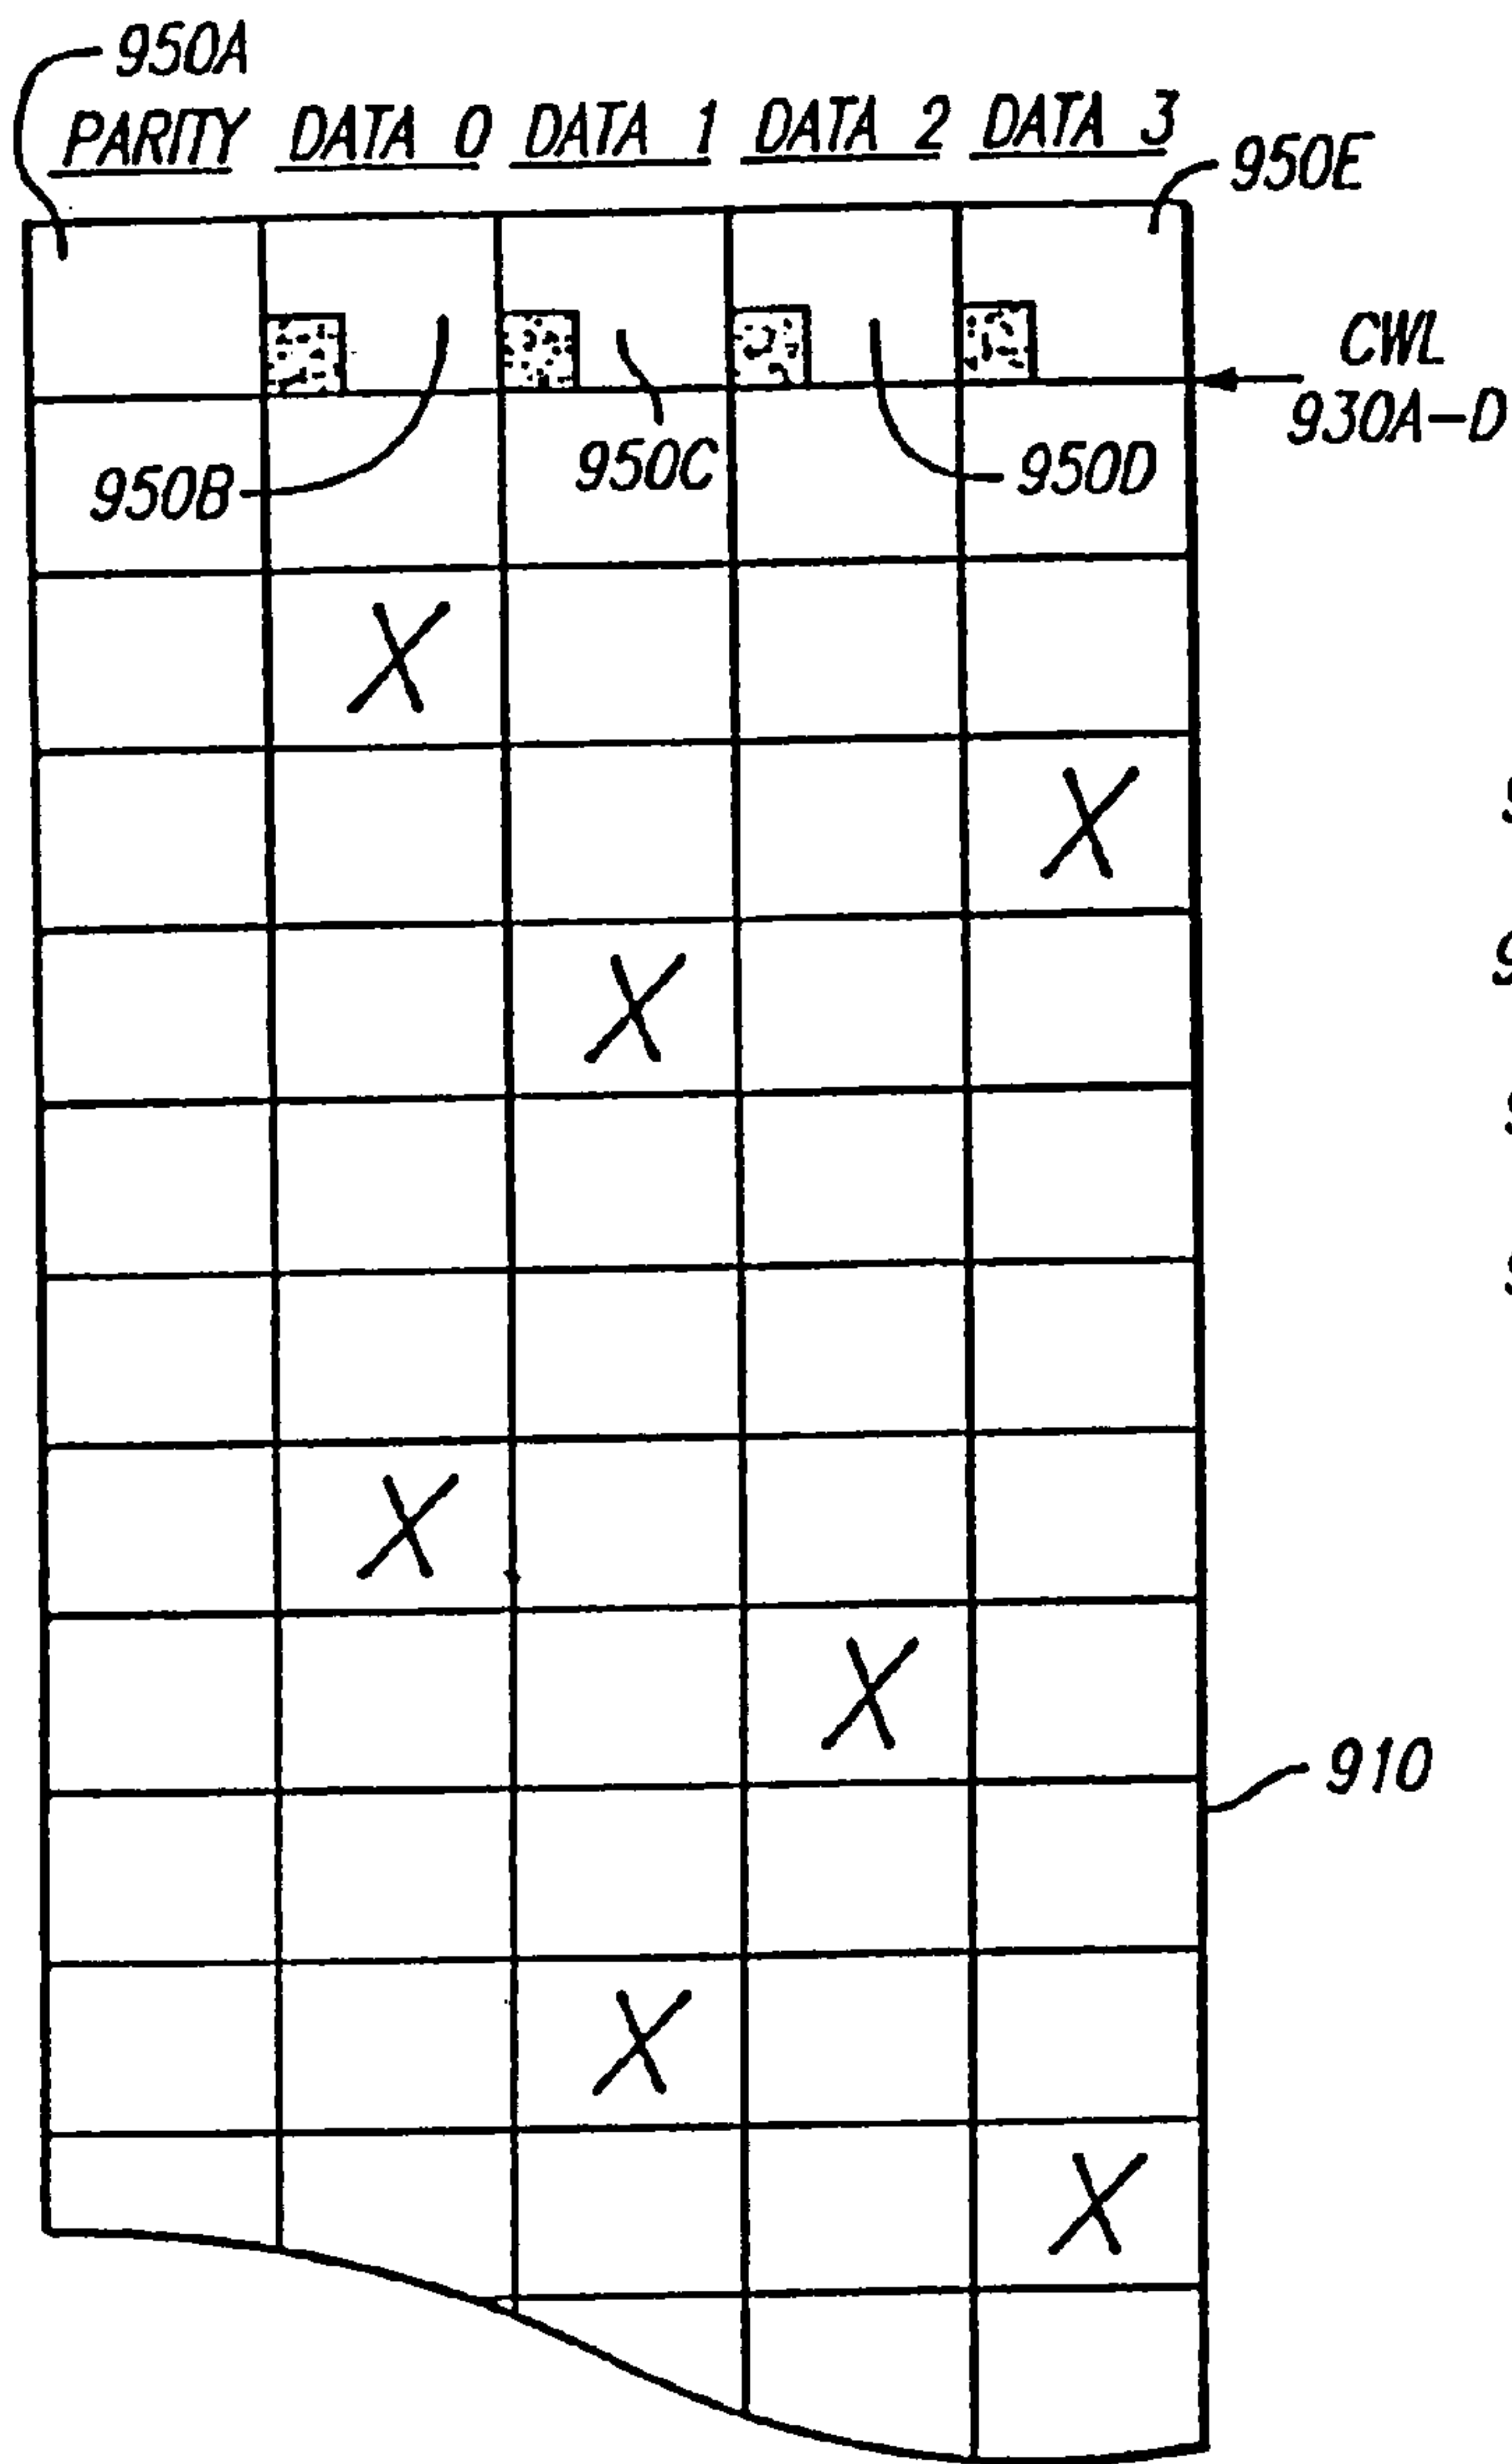 950A
PARITY DATA 0 DATA 1 DATA 2 DATA 3
950E
CWL
930A-D
950B
950C
950D
X
X
X
X
X
910
X
X